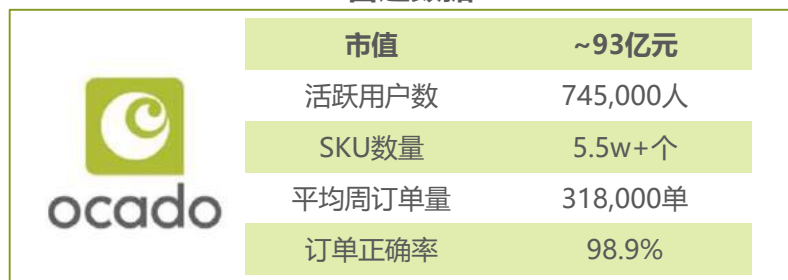 市值 ~93亿元
活跃用户数 745,000人
SKU数量 5.5w+个
平均周订单量 318,000单
订单正确率 98.9%
ocado